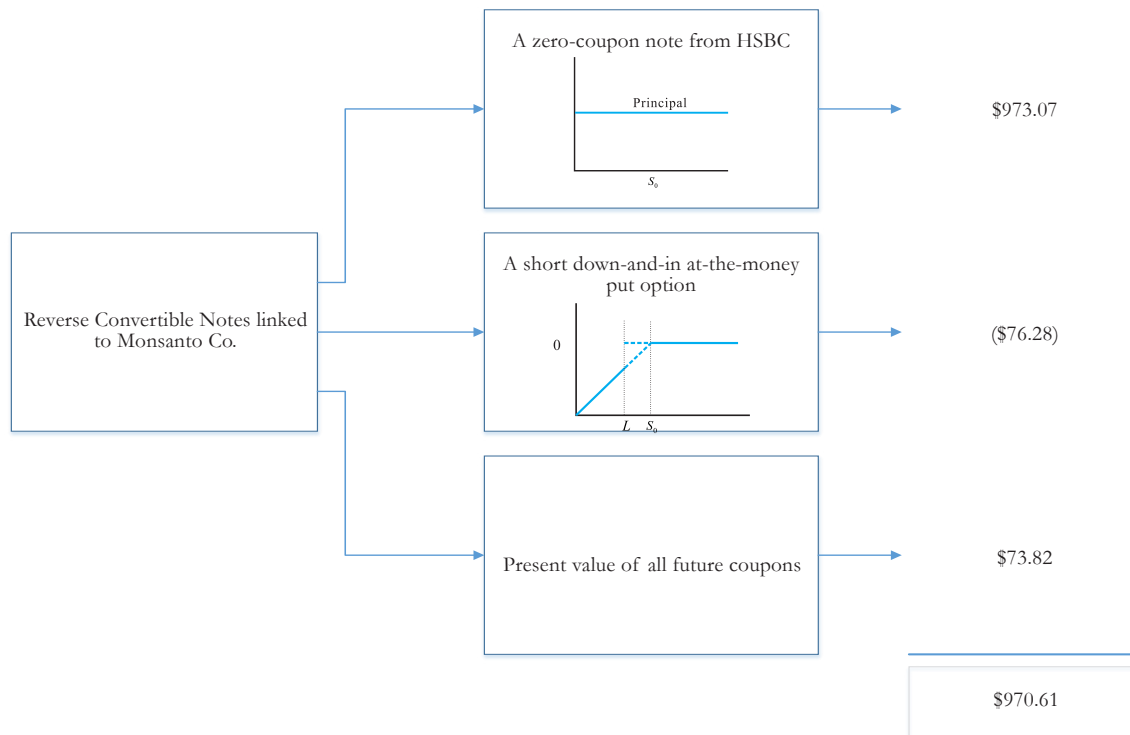 A zero-coupon note from HSBC
Principal
S₀
$973.07
Reverse Convertible Notes linked
to Monsanto Co.
A short down-and-in at-the-money
put option
0
L S₀
($76.28)
Present value of all future coupons
$73.82
$970.61